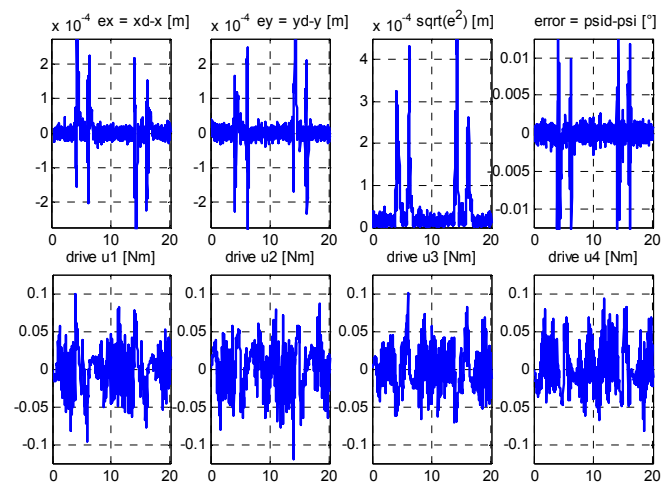 x 10-4 ex = xd-x [m]
x 10-4 ey = yd-y [m]
x 10-4 sqrt(e2) [m]
error = psid-psi [°]
2
1
0
-1
-2
0 10 20
2
1
0
-1
-2
0 10 20
4
3
2
1
0
0 10 20
0.01
0.005
0
-0.005
-0.01
0 10 20
drive u1 [Nm]
drive u2 [Nm]
drive u3 [Nm]
drive u4 [Nm]
0.1
0.05
0
-0.05
-0.1
0 10 20
0.1
0.05
0
-0.05
-0.1
0 10 20
0.1
0.05
0
-0.05
-0.1
0 10 20
0.1
0.05
0
-0.05
-0.1
0 10 20